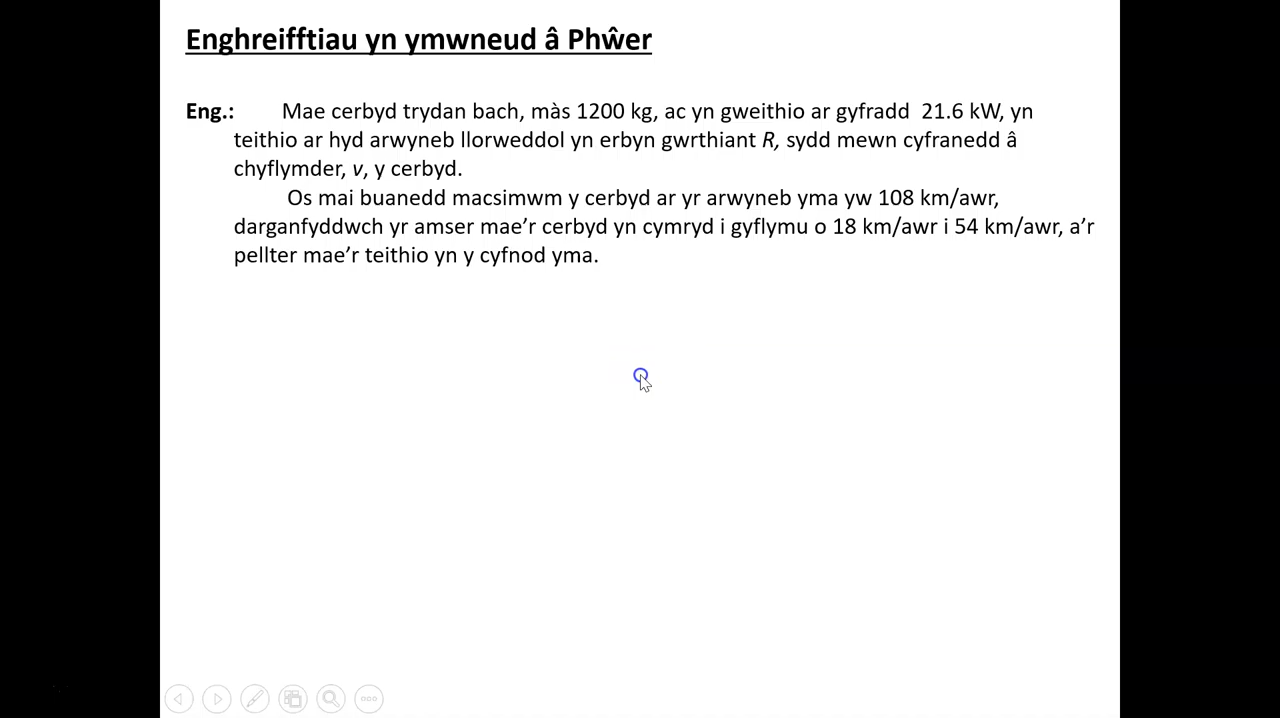 Enghreifftiau yn ymwneud â Phŵer
Eng.: Mae cerbyd trydan bach, màs 1200 kg, ac yn gweithio ar gyfradd 21.6 kW, yn
teithio ar hyd arwyneb llorweddol yn erbyn gwrthiant R, sydd mewn cyfranedd â
chyflymder, v, y cerbyd.
Os mai buanedd macsimwm y cerbyd ar yr arwyneb yma yw 108 km/awr,
darganfyddwch yr amser mae’r cerbyd yn cymryd i gyflymu o 18 km/awr i 54 km/awr, a’r
pellter mae’r teithio yn y cyfnod yma.